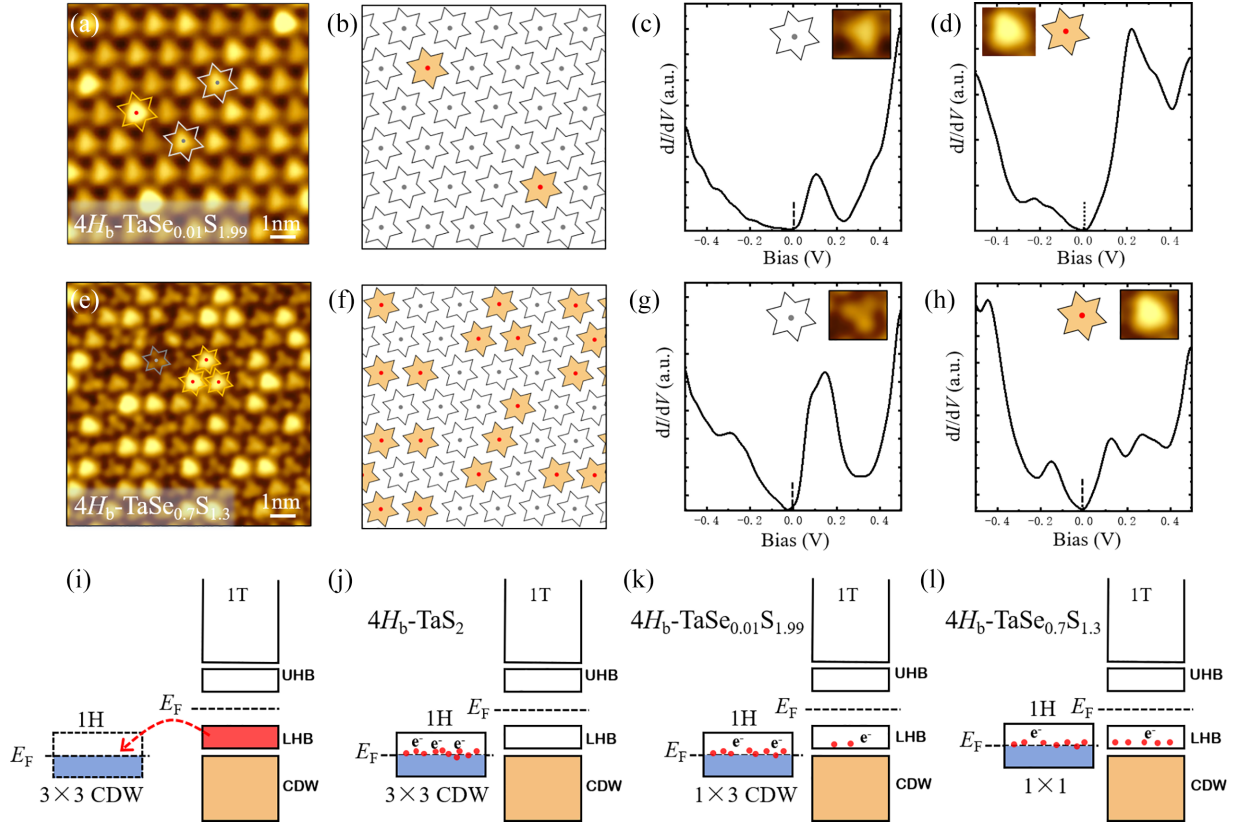 (a)
4Hb-TaSe0.01S1.99
1nm
(b)
(c)
dI/dV (a.u.)
-0.4 -0.2 0.0 0.2 0.4
Bias (V)
(d)
dI/dV (a.u.)
-0.4 -0.2 0.0 0.2 0.4
Bias (V)
(e)
4Hb-TaSe0.7S1.3
1nm
(f)
(g)
dI/dV (a.u.)
-0.4 -0.2 0.0 0.2 0.4
Bias (V)
(h)
dI/dV (a.u.)
-0.4 -0.2 0.0 0.2 0.4
Bias (V)
(i)
1T
UHB
EF
1H
LHB
EF
CDW
3×3 CDW
(j)
4Hb-TaS2
1T
UHB
EF
1H
e- e- e-
LHB
EF
CDW
3×3 CDW
(k)
4Hb-TaSe0.01S1.99
1T
UHB
EF
1H
e- e-
e-
LHB
EF
CDW
1×3 CDW
(l)
4Hb-TaSe0.7S1.3
1T
UHB
EF
1H
e-
e-
LHB
EF
CDW
1×1